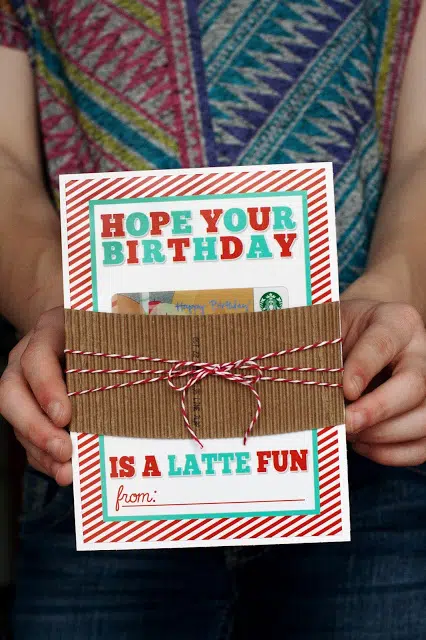 HOPE YOUR
BIRTHDAY
Happy Birthday
IS A LATTE FUN
from: